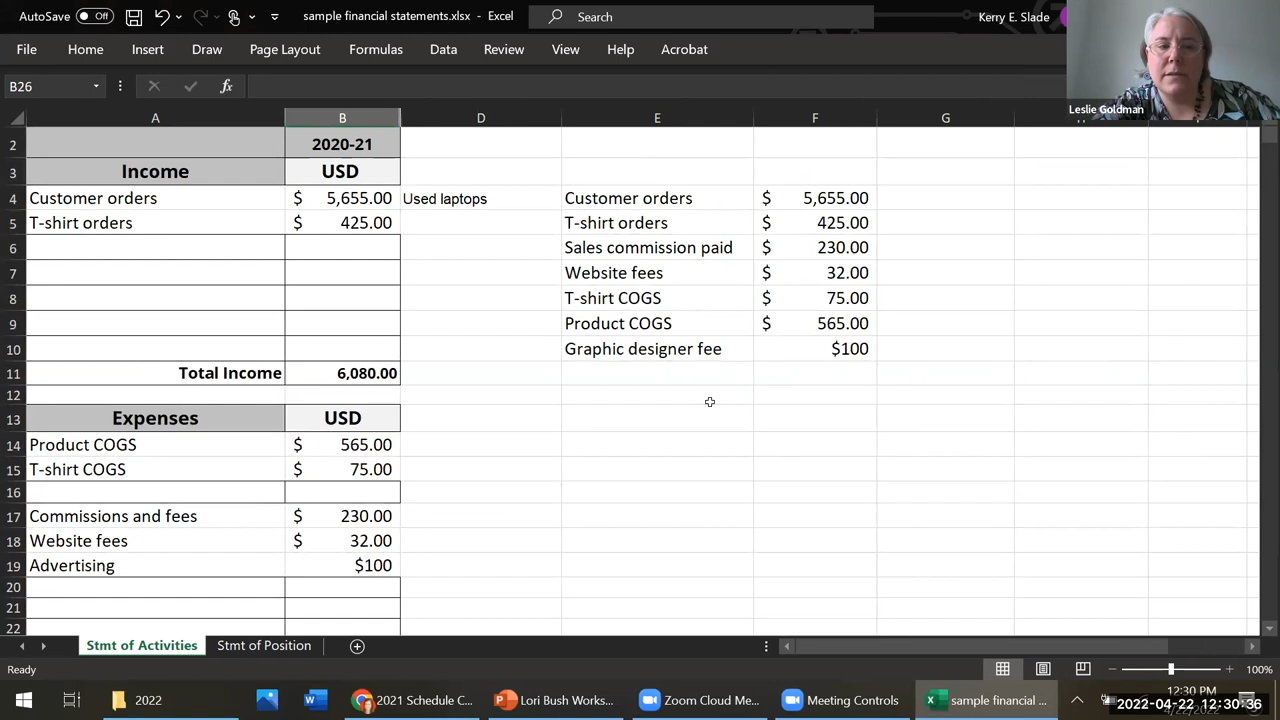 AutoSave Off sample financial statements.xlsx - Excel Search Kerry E. Slade
File Home Insert Draw Page Layout Formulas Data Review View Help Acrobat
Leslie Goldman
B26 fx
A B D E F G
2 2020-21
3 Income USD
4 Customer orders $ 5,655.00 Used laptops Customer orders $ 5,655.00
5 T-shirt orders $ 425.00 T-shirt orders $ 425.00
6 Sales commission paid $ 230.00
7 Website fees $ 32.00
8 T-shirt COGS $ 75.00
9 Product COGS $ 565.00
10 Graphic designer fee $100
11 Total Income 6,080.00
12
13 Expenses USD
14 Product COGS $ 565.00
15 T-shirt COGS $ 75.00
16
17 Commissions and fees $ 230.00
18 Website fees $ 32.00
19 Advertising $100
20
21
22
Stmt of Activities Stmt of Position
Ready 100%
2022 2021 Schedule C... Lori Bush Works... Zoom Cloud Me... Meeting Controls sample financial ... 12:30 PM
2022-04-22 12:30:36